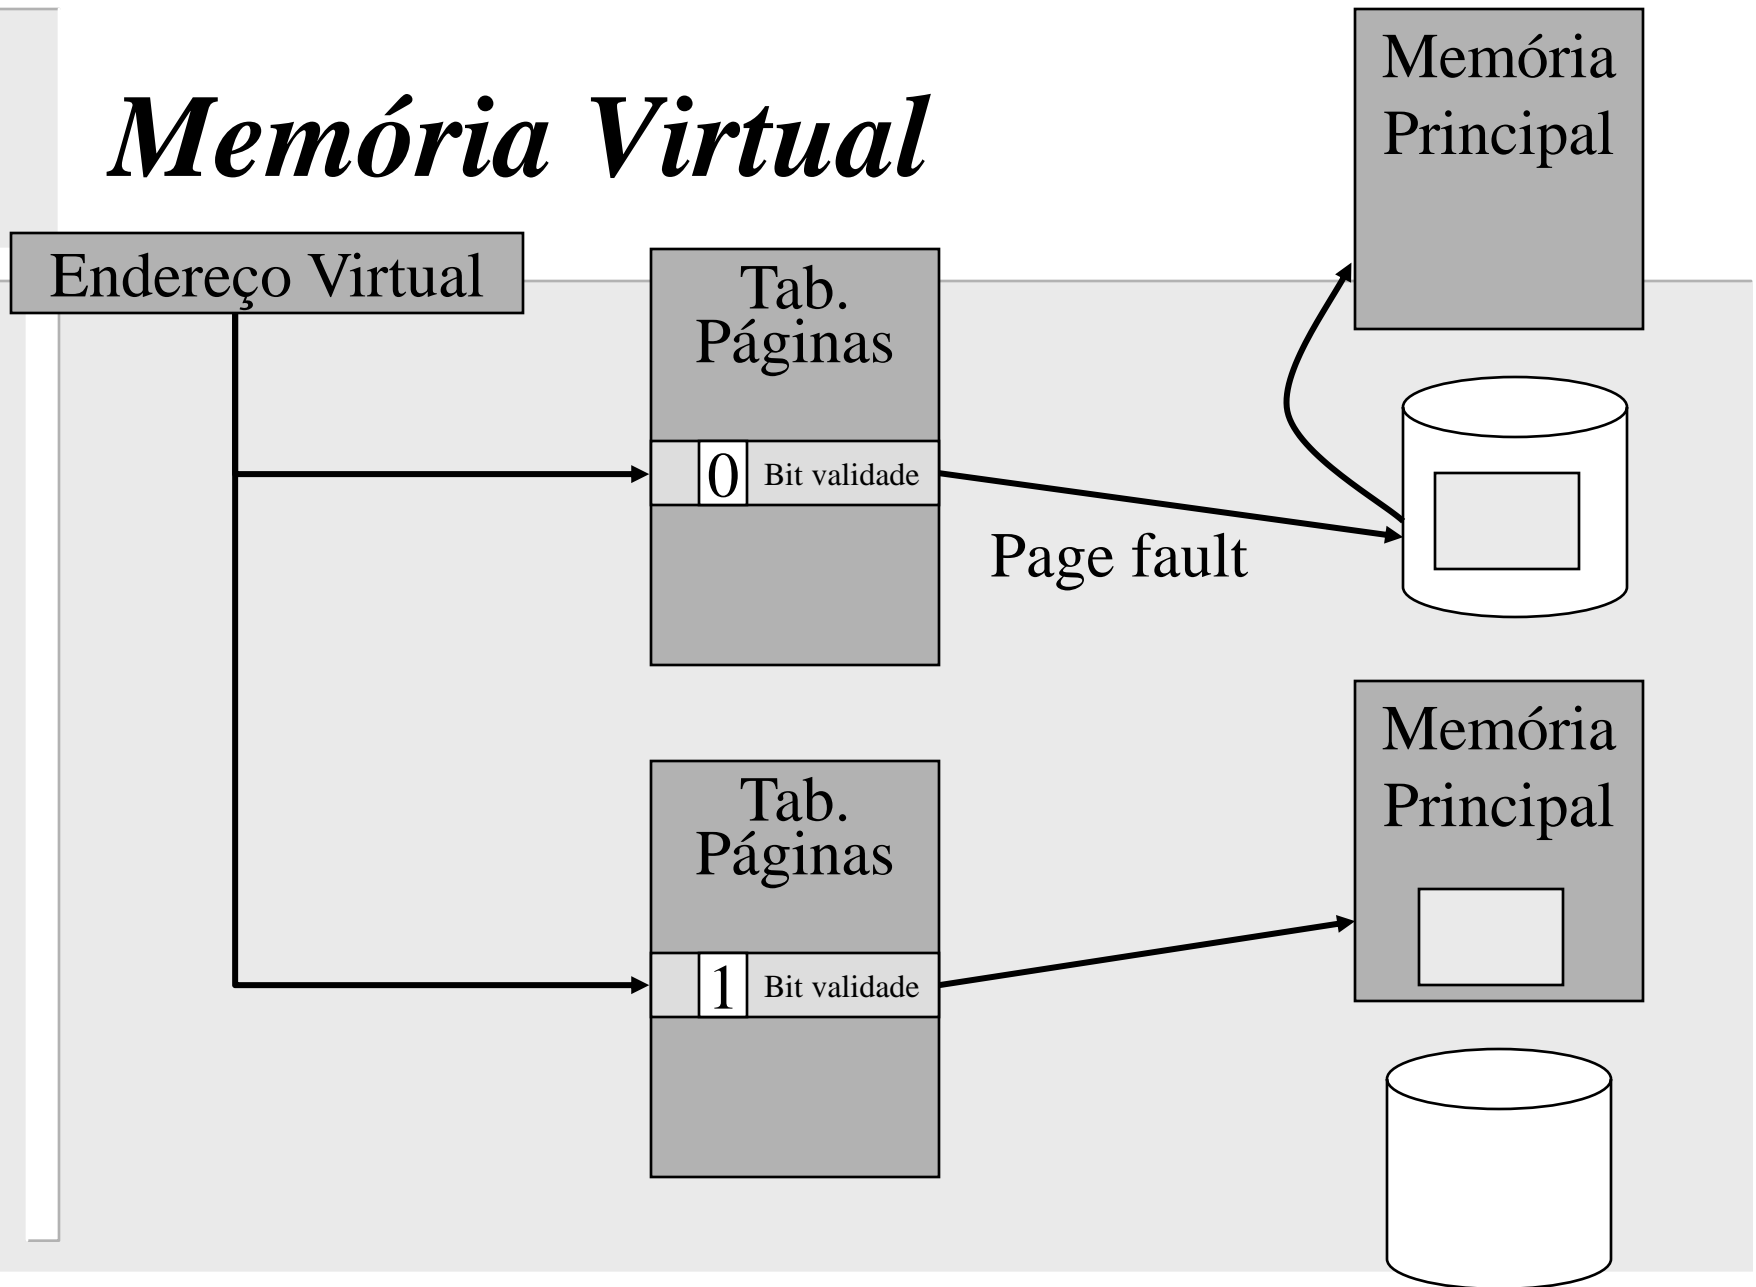 Memória Virtual
Endereço Virtual
Tab.
Páginas
0 Bit validade
Page fault
Memória
Principal
Tab.
Páginas
1 Bit validade
Memória
Principal